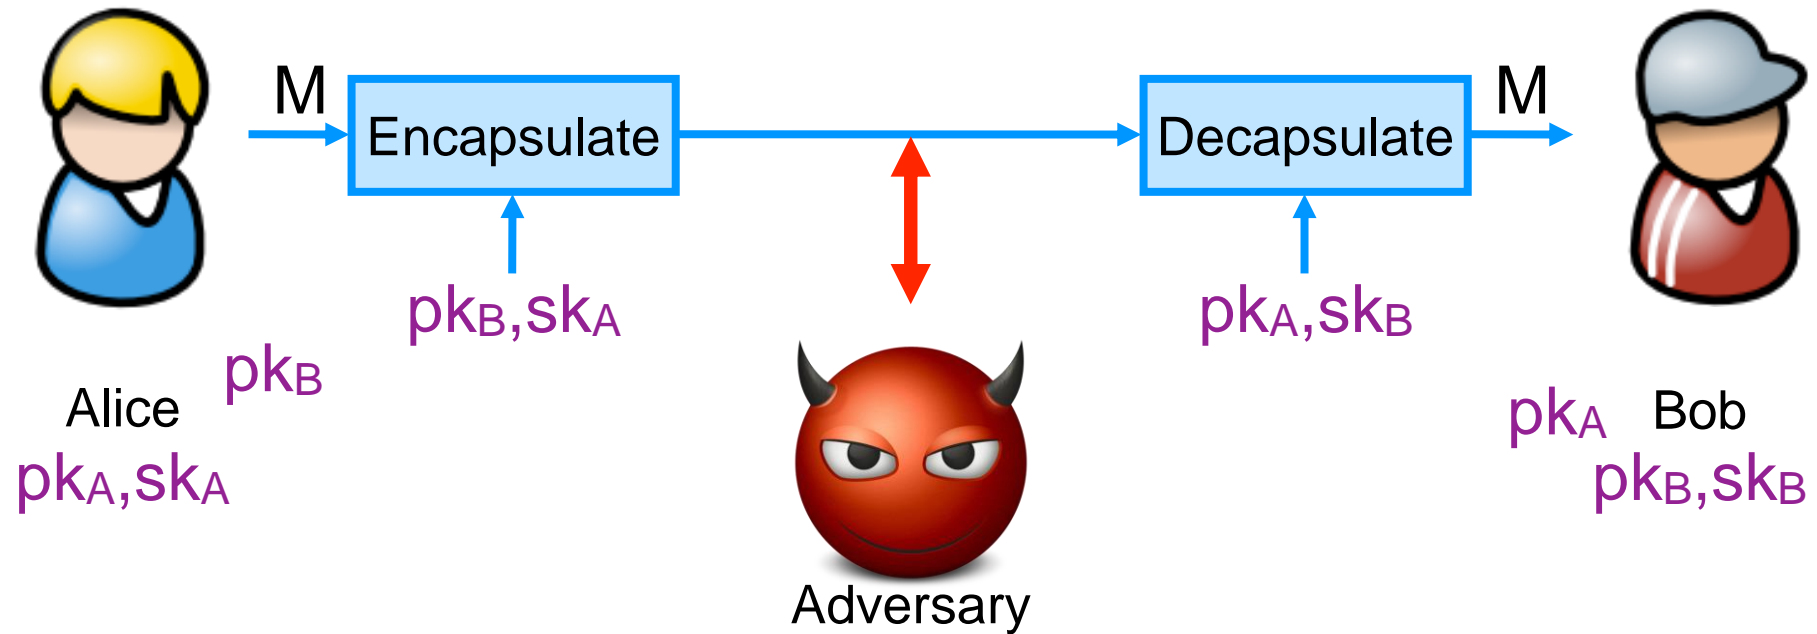 M
Encapsulate
Decapsulate
M
pkB,skA
pkA,skB
pkB
Alice
pkA,skA
pkA
Bob
pkB,skB
Adversary